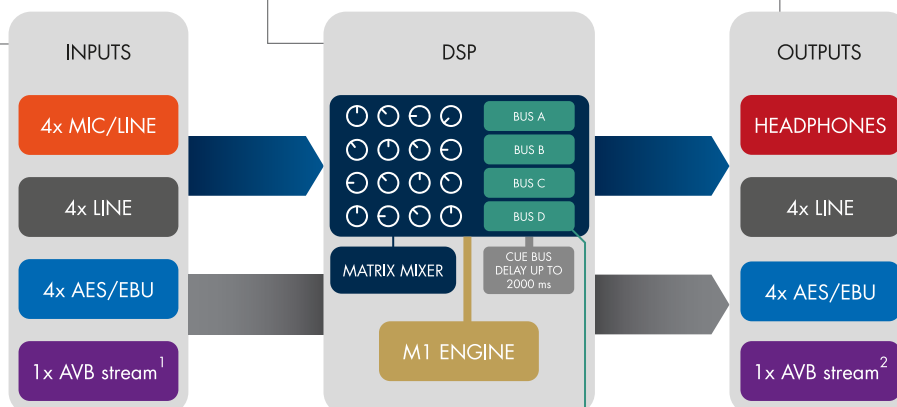 INPUTS
4x MIC/LINE
4x LINE
4x AES/EBU
1x AVB stream¹
DSP
BUS A
BUS B
BUS C
BUS D
MATRIX MIXER
CUE BUS
DELAY UP TO
2000 ms
M1 ENGINE
OUTPUTS
HEADPHONES
4x LINE
4x AES/EBU
1x AVB stream²